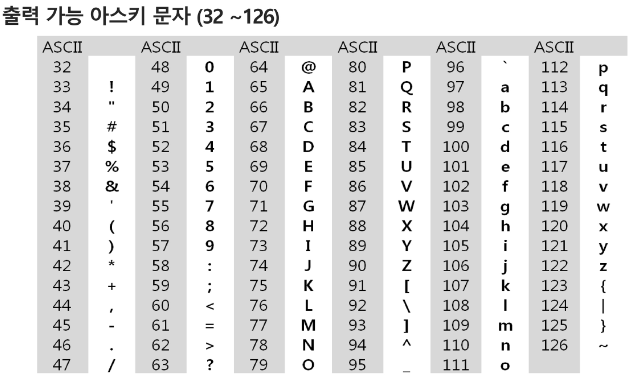 출력 가능 아스키 문자 (32 ~126)
ASCII ASCII ASCII ASCII ASCII ASCII
32 48 0 64 @ 80 P 96 ` 112 p
33 ! 49 1 65 A 81 Q 97 a 113 q
34 " 50 2 66 B 82 R 98 b 114 r
35 # 51 3 67 C 83 S 99 c 115 s
36 $ 52 4 68 D 84 T 100 d 116 t
37 % 53 5 69 E 85 U 101 e 117 u
38 & 54 6 70 F 86 V 102 f 118 v
39 ' 55 7 71 G 87 W 103 g 119 w
40 ( 56 8 72 H 88 X 104 h 120 x
41 ) 57 9 73 I 89 Y 105 i 121 y
42 * 58 : 74 J 90 Z 106 j 122 z
43 + 59 ; 75 K 91 [ 107 k 123 {
44 , 60 < 76 L 92 \ 108 l 124 |
45 - 61 = 77 M 93 ] 109 m 125 }
46 . 62 > 78 N 94 ^ 110 n 126 ~
47 / 63 ? 79 O 95 _ 111 o